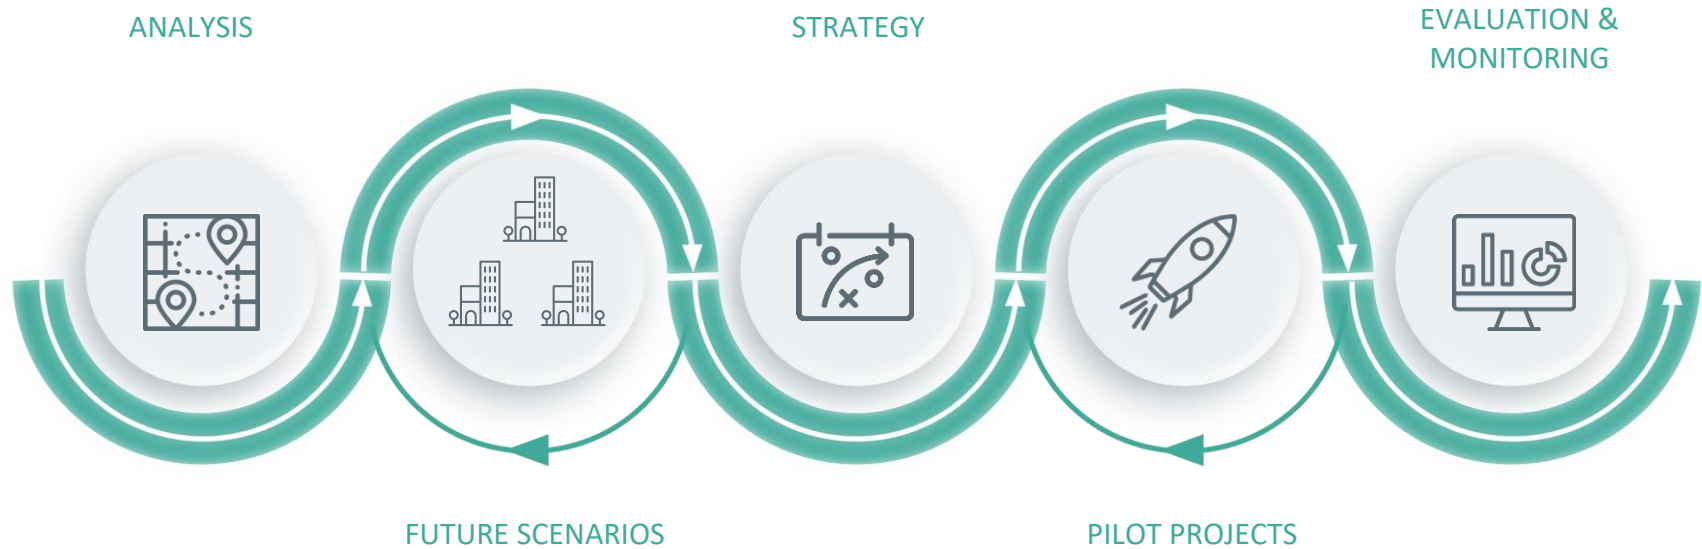 ANALYSIS
STRATEGY
EVALUATION &
MONITORING
FUTURE SCENARIOS
PILOT PROJECTS